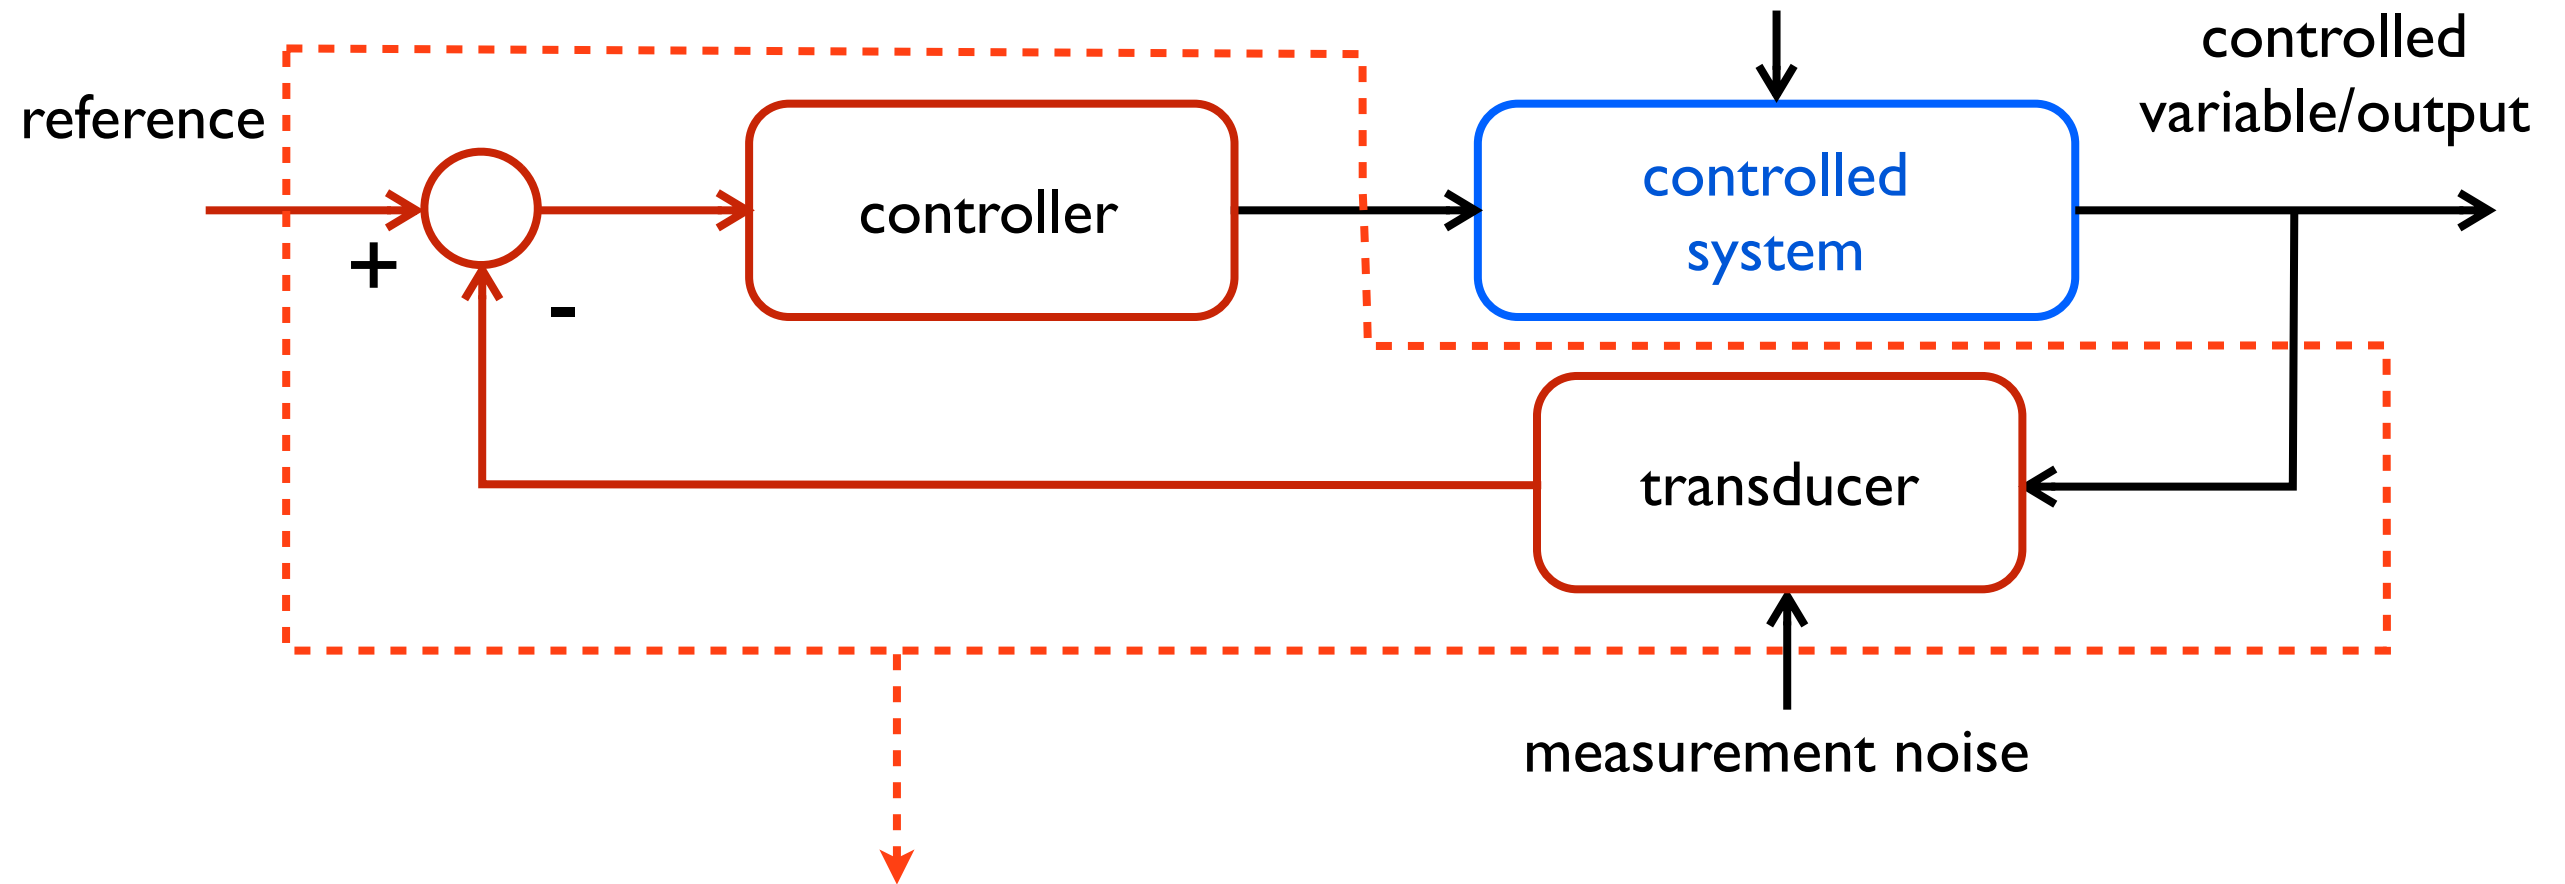 controlled
variable/output
reference
controller
controlled
system
+
-
transducer
measurement noise